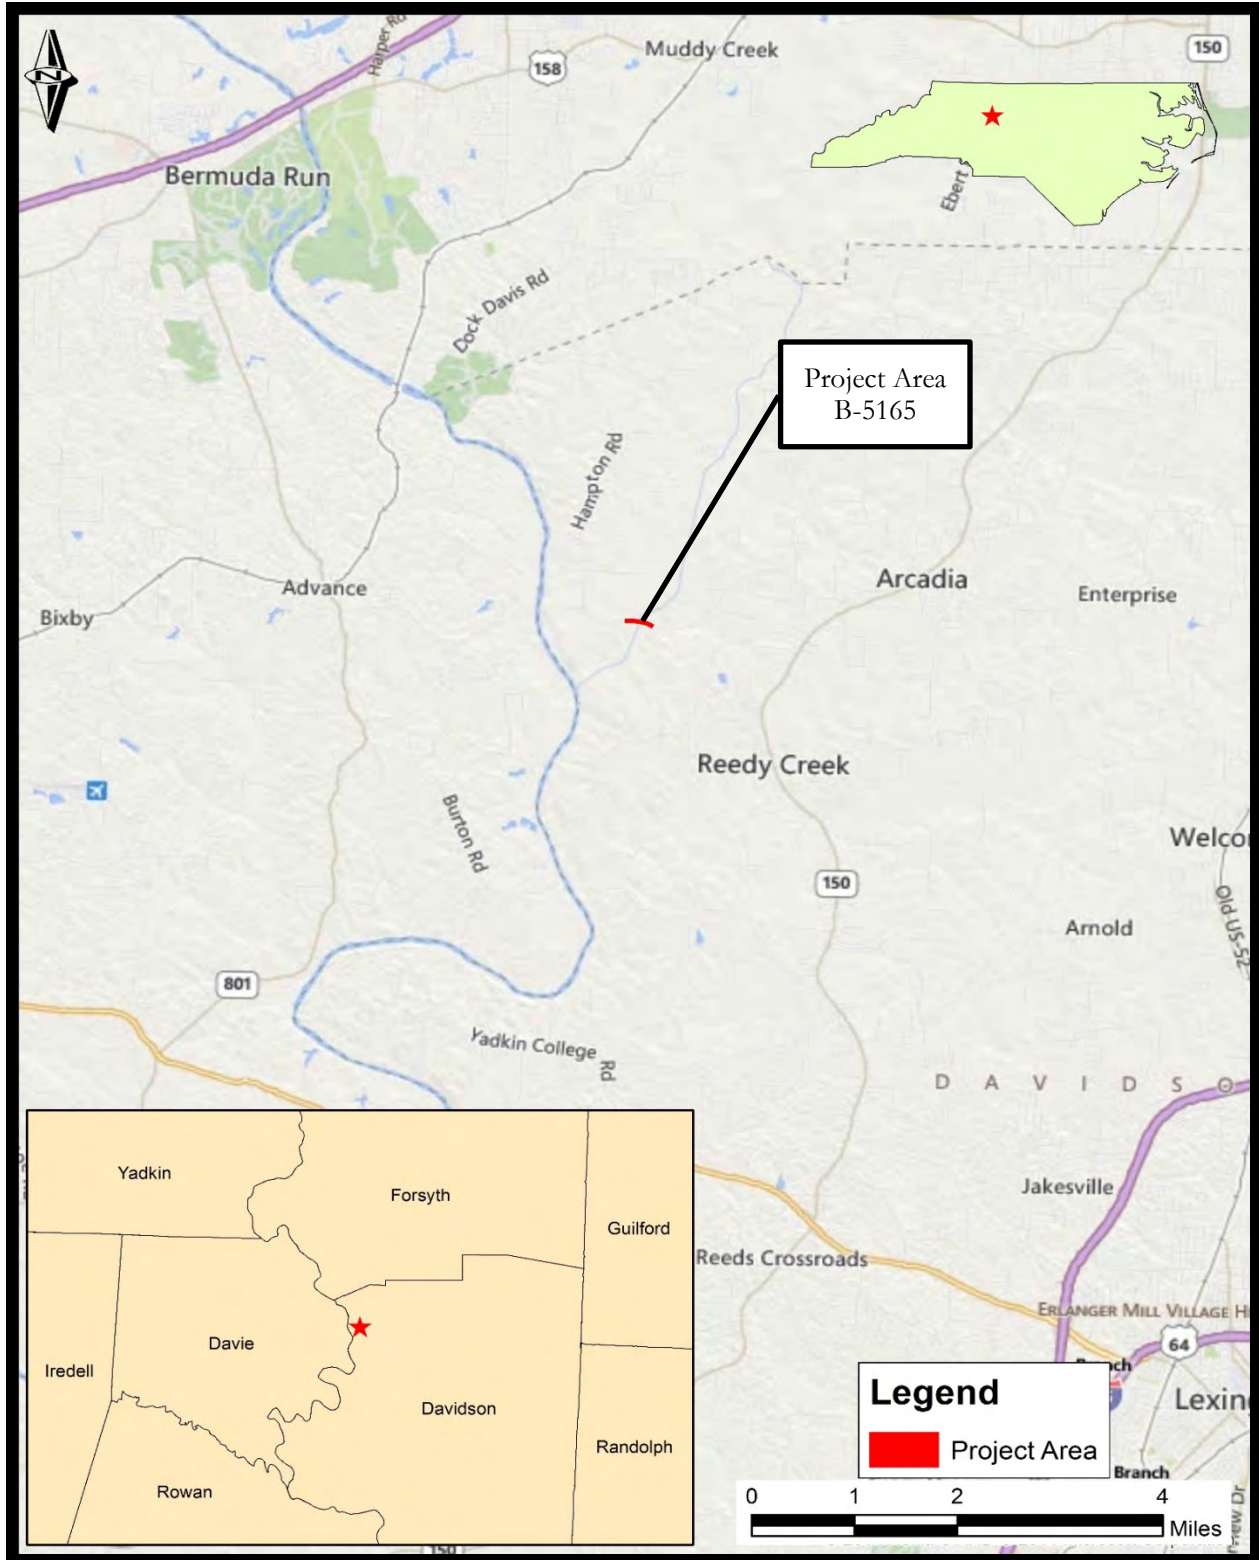 Harper Rd
158
Muddy Creek
150
N
Bermuda Run
Ebert
Dock Davis Rd
Project Area
B-5165
Hampton Rd
Arcadia
Advance
Enterprise
Bixby
Reedy Creek
Burton Rd
Welco
150
Old US-52
Arnold
801
Yadkin College Rd
D A V I D S O
Yadkin
Forsyth
Guilford
Jakesville
Reeds Crossroads
ERLANGER MILL VILLAGE H
64
Davie
Iredell
Davidson
Randolph
Rowan
Legend
Project Area
Lexin
Branch
0 1 2 4
Miles
150